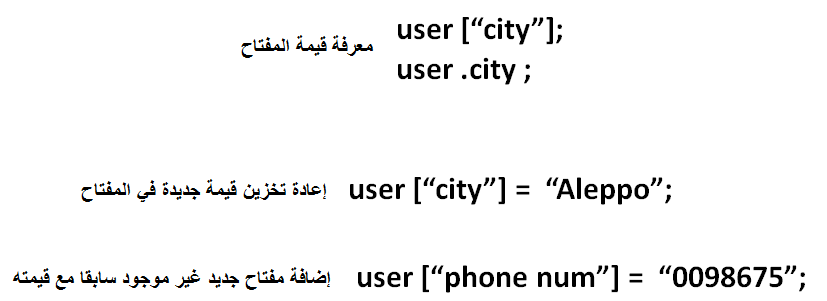 user [“city”];
معرفة قيمة المفتاح
user .city ;
إعادة تخزين قيمة جديدة في المفتاح user [“city”] = “Aleppo”;
إضافة مفتاح جديد غير موجود سابقا مع قيمته user [“phone num”] = “0098675”;